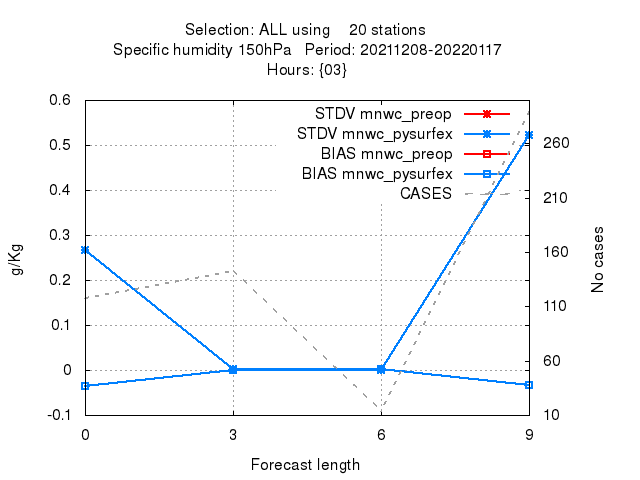 Selection: ALL using    20 stations
Specific humidity 150hPa   Period: 20211208-20220117
Hours: {03}
STDV mnwc_preop
STDV mnwc_pysurfex
BIAS mnwc_preop
BIAS mnwc_pysurfex
CASES
0.6
0.5
0.4
0.3
0.2
0.1
0
-0.1
g/Kg
260
210
160
110
60
10
No cases
0 3 6 9
Forecast length